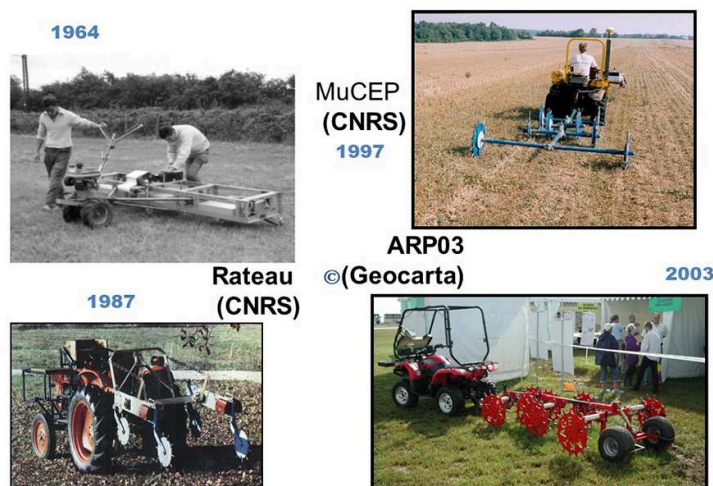 1964
MuCEP
(CNRS)
1997
ARP03
©(Geocarta)
2003
Rateau
(CNRS)
1987